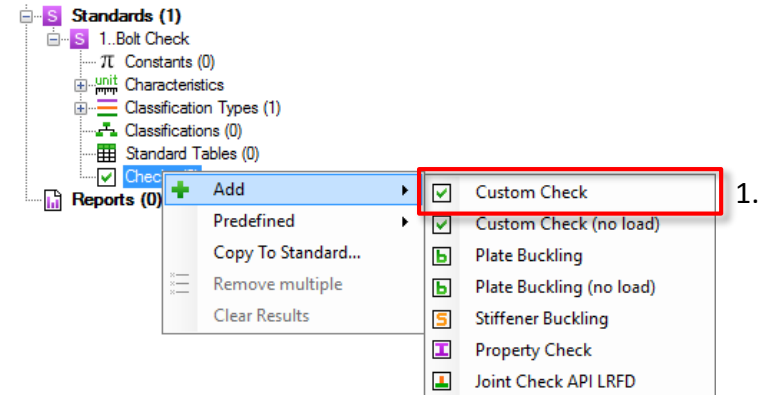 S Standards (1)
S 1..Bolt Check
π Constants (0)
unit Characteristics
Classification Types (1)
Classifications (0)
Standard Tables (0)
Reports (0)
Add
Predefined
Copy To Standard...
Remove multiple
Clear Results
Custom Check 1.
Custom Check (no load)
b Plate Buckling
b Plate Buckling (no load)
S Stiffener Buckling
I Property Check
Joint Check API LRFD